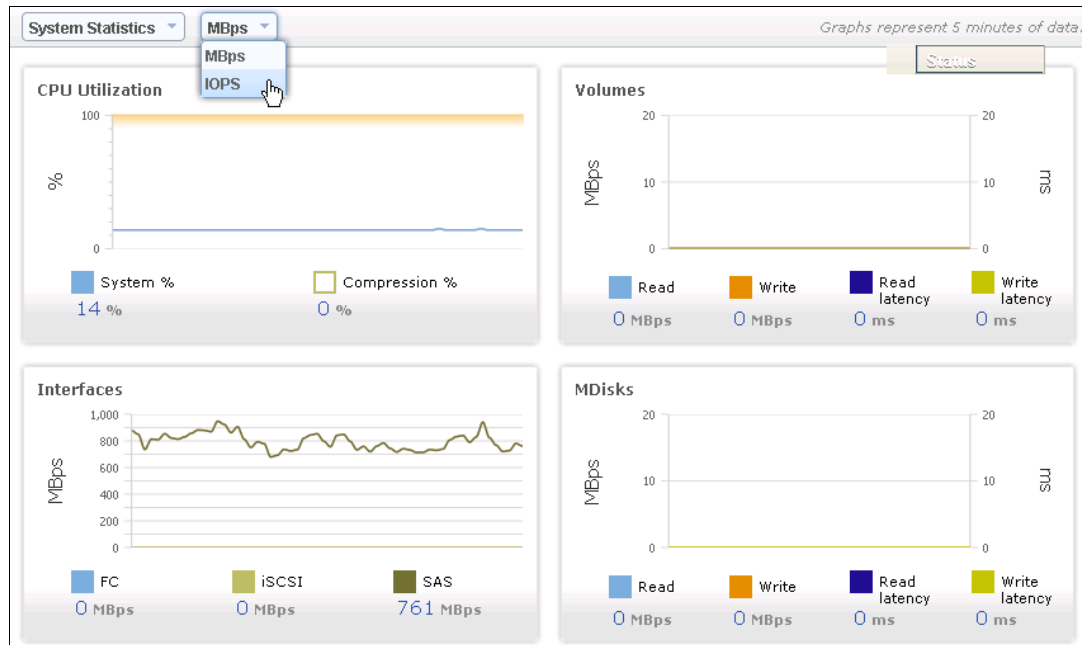 System Statistics
MBps
Graphs represent 5 minutes of data.
MBps
IOPS
Status
CPU Utilization
100
%
0
System %
14 %
Compression %
0 %
Volumes
20
10
0
MBps
20
10
0
ms
Read
0 MBps
Write
0 MBps
Read
latency
0 ms
Write
latency
0 ms
Interfaces
1,000
800
600
400
200
0
MBps
FC
0 MBps
iSCSI
0 MBps
SAS
761 MBps
MDisks
20
10
0
MBps
20
10
0
ms
Read
0 MBps
Write
0 MBps
Read
latency
0 ms
Write
latency
0 ms